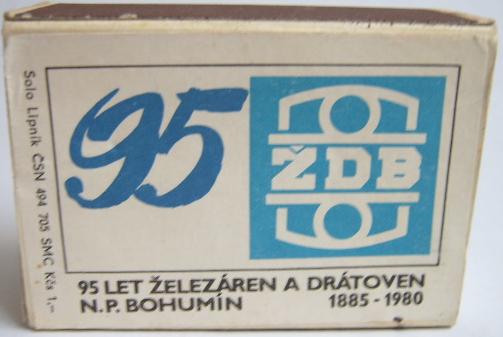 95
ŽDB
95 LET ŽELEZÁREN A DRÁTOVEN
N.P. BOHUMÍN 1885 - 1980
Solo Lipník ČSN 494 705 SMC Kčs 1,-